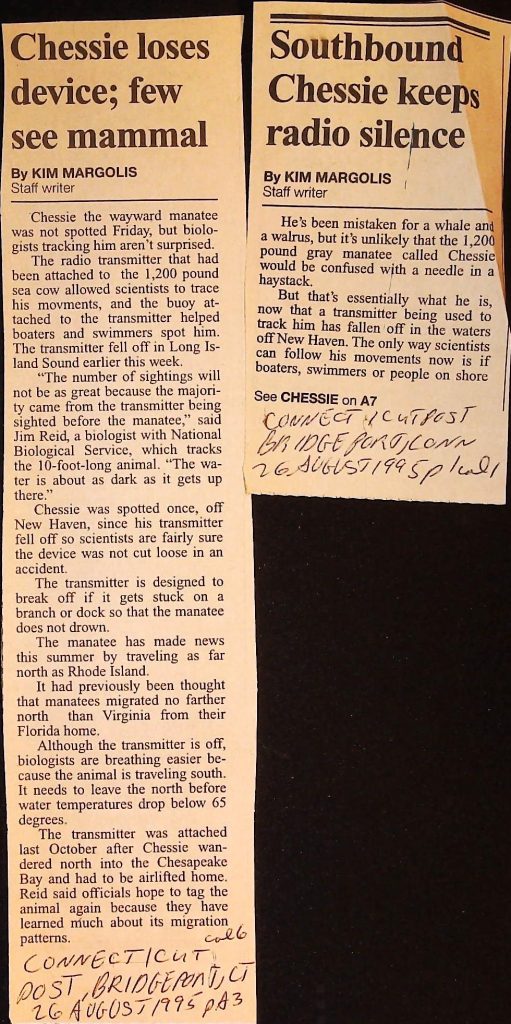 Chessie loses
device; few
see mammal
By KIM MARGOLIS
Staff writer
Chessie the wayward manatee
was not spotted Friday, but biolo-
gists tracking him aren't surprised.
The radio transmitter that had
been attached to the 1,200 pound
sea cow allowed scientists to trace
his movments, and the buoy at-
tached to the transmitter helped
boaters and swimmers spot him.
The transmitter fell off in Long Is-
land Sound earlier this week.
"The number of sightings will
not be as great because the majori-
ty came from the transmitter being
sighted before the manatee," said
Jim Reid, a biologist with National
Biological Service, which tracks
the 10-foot-long animal. "The wa-
ter is about as dark as it gets up
there."
Chessie was spotted once, off
New Haven, since his transmitter
fell off so scientists are fairly sure
the device was not cut loose in an
accident.
The transmitter is designed to
break off if it gets stuck on a
branch or dock so that the manatee
does not drown.
The manatee has made news
this summer by traveling as far
north as Rhode Island.
It had previously been thought
that manatees migrated no farther
north than Virginia from their
Florida home.
Although the transmitter is off,
biologists are breathing easier be-
cause the animal is traveling south.
It needs to leave the north before
water temperatures drop below 65
degrees.
The transmitter was attached
last October after Chessie wan-
dered north into the Chesapeake
Bay and had to be airlifted home.
Reid said officials hope to tag the
animal again because they have
learned much about its migration
patterns.
col 6
CONNECTICUT
POST, BRIDGEPORT, CT
26 AUGUST 1995 p.A3
Southbound
Chessie keeps
radio silence
By KIM MARGOLIS
Staff writer
He's been mistaken for a whale and
a walrus, but it's unlikely that the 1,200
pound gray manatee called Chessie
would be confused with a needle in a
haystack.
But that's essentially what he is,
now that a transmitter being used to
track him has fallen off in the waters
off New Haven. The only way scientists
can follow his movements now is if
boaters, swimmers or people on shore
See CHESSIE on A7
CONNECTICUT POST
BRIDGEPORT, CONN
26 AUGUST 1995 p 1 col 1